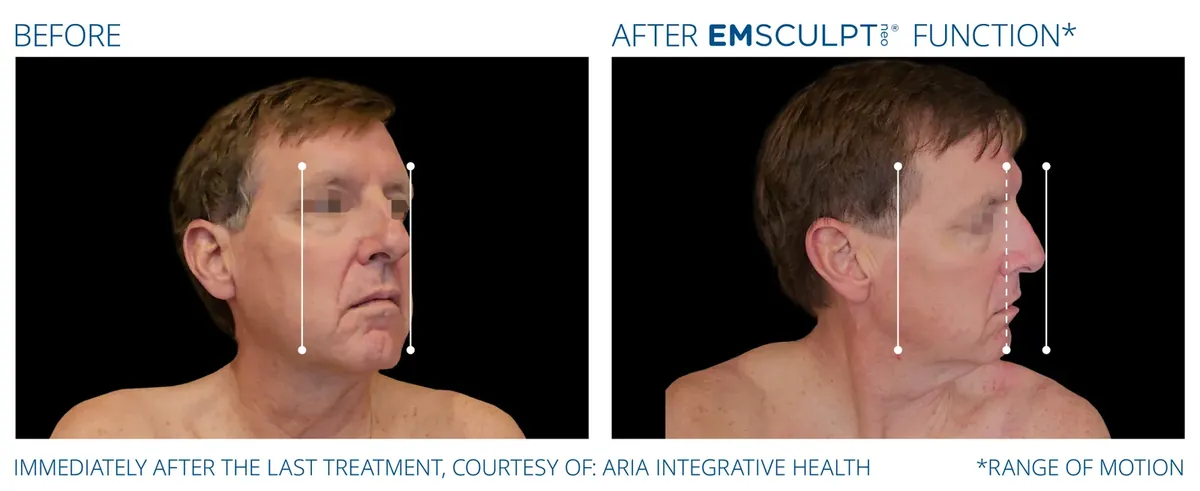 BEFORE
AFTER EMSCULPT neo® FUNCTION*
IMMEDIATELY AFTER THE LAST TREATMENT, COURTESY OF: ARIA INTEGRATIVE HEALTH
*RANGE OF MOTION